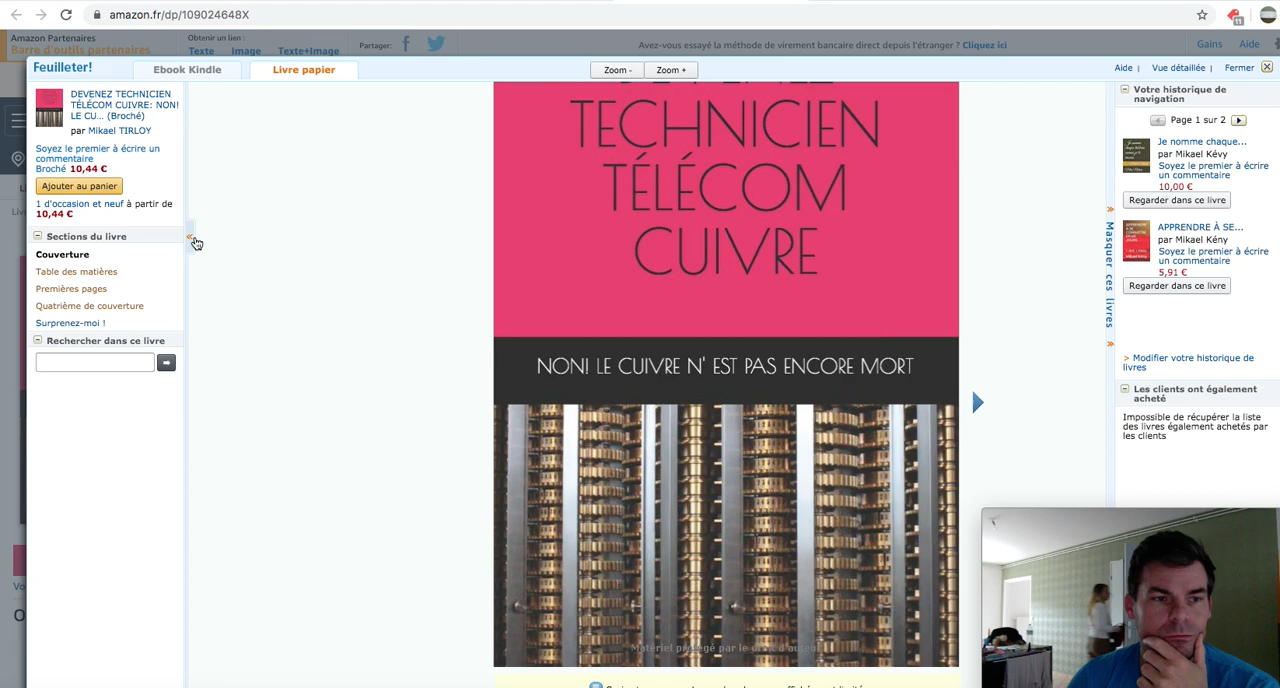 amazon.fr/dp/109024648X
11
Amazon Partenaires
Barre d'outils partenaires
Obtenir un lien :
Texte Image Texte+Image
Partager:
Avez-vous essayé la méthode de virement bancaire direct depuis l'étranger ? Cliquez ici
Gains Aide
Feuilleter!
Ebook Kindle
Livre papier
Zoom -
Zoom +
Aide | Vue détaillée | Fermer
DEVENEZ TECHNICIEN
TÉLÉCOM CUIVRE: NON!
LE CU... (Broché)
par Mikael TIRLOY
Soyez le premier à écrire un
commentaire
Broché 10,44 €
Ajouter au panier
1 d'occasion et neuf à partir de
10,44 €
Sections du livre
Couverture
Table des matières
Premières pages
Quatrième de couverture
Surprenez-moi !
Rechercher dans ce livre
TECHNICIEN
TÉLÉCOM
CUIVRE
NON! LE CUIVRE N' EST PAS ENCORE MORT
Matériel protégé par le droit d'auteur
Masquer ces livres
Votre historique de
navigation
Page 1 sur 2
Je nomme chaque...
par Mikael Kévy
Soyez le premier à écrire
un commentaire
10,00 €
Regarder dans ce livre
APPRENDRE À SE...
par Mikael Kény
Soyez le premier à écrire
un commentaire
5,91 €
Regarder dans ce livre
> Modifier votre historique de
livres
Les clients ont également
acheté
Impossible de récupérer la liste
des livres également achetés par
les clients